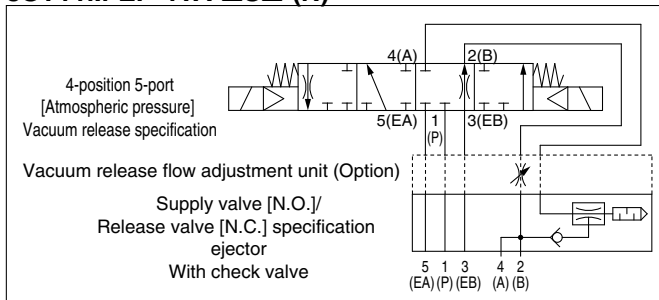 4(A) 2(B)
4-position 5-port
[Atmospheric pressure]
Vacuum release specification
5(EA) 1 3(EB)
(P)
Vacuum release flow adjustment unit (Option)
Supply valve [N.O.]/
Release valve [N.C.] specification
ejector
With check valve
5 1 3 4 2
(EA) (P) (EB) (A) (B)